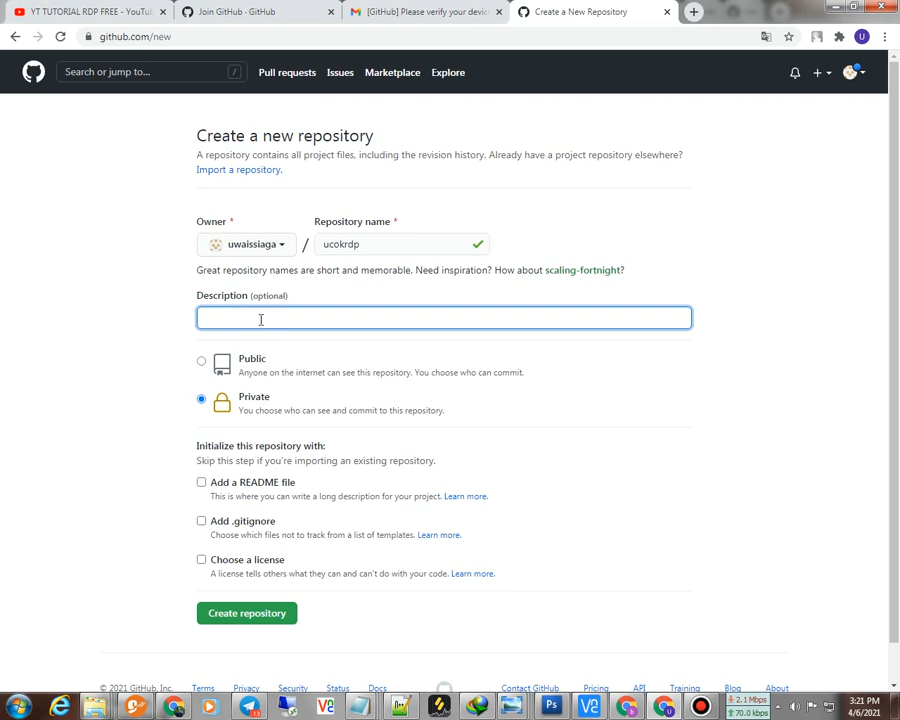 YT TUTORIAL RDP FREE - YouTu
Join GitHub · GitHub
[GitHub] Please verify your devic
Create a New Repository
github.com/new
U
Search or jump to...
/
Pull requests
Issues
Marketplace
Explore
Create a new repository
A repository contains all project files, including the revision history. Already have a project repository elsewhere?
Import a repository.
Owner *
Repository name *
uwaissiaga
/
ucokrdp
Great repository names are short and memorable. Need inspiration? How about scaling-fortnight?
Description (optional)
Public
Anyone on the internet can see this repository. You choose who can commit.
Private
You choose who can see and commit to this repository.
Initialize this repository with:
Skip this step if you're importing an existing repository.
Add a README file
This is where you can write a long description for your project. Learn more.
Add .gitignore
Choose which files not to track from a list of templates. Learn more.
Choose a license
A license tells others what they can and can't do with your code. Learn more.
Create repository
© 2021 GitHub, Inc.
Terms
Privacy
Security
Status
Docs
Contact GitHub
Pricing
API
Training
Blog
About
Ps
2.1 Mbps
70.0 kbps
3:21 PM
4/6/2021